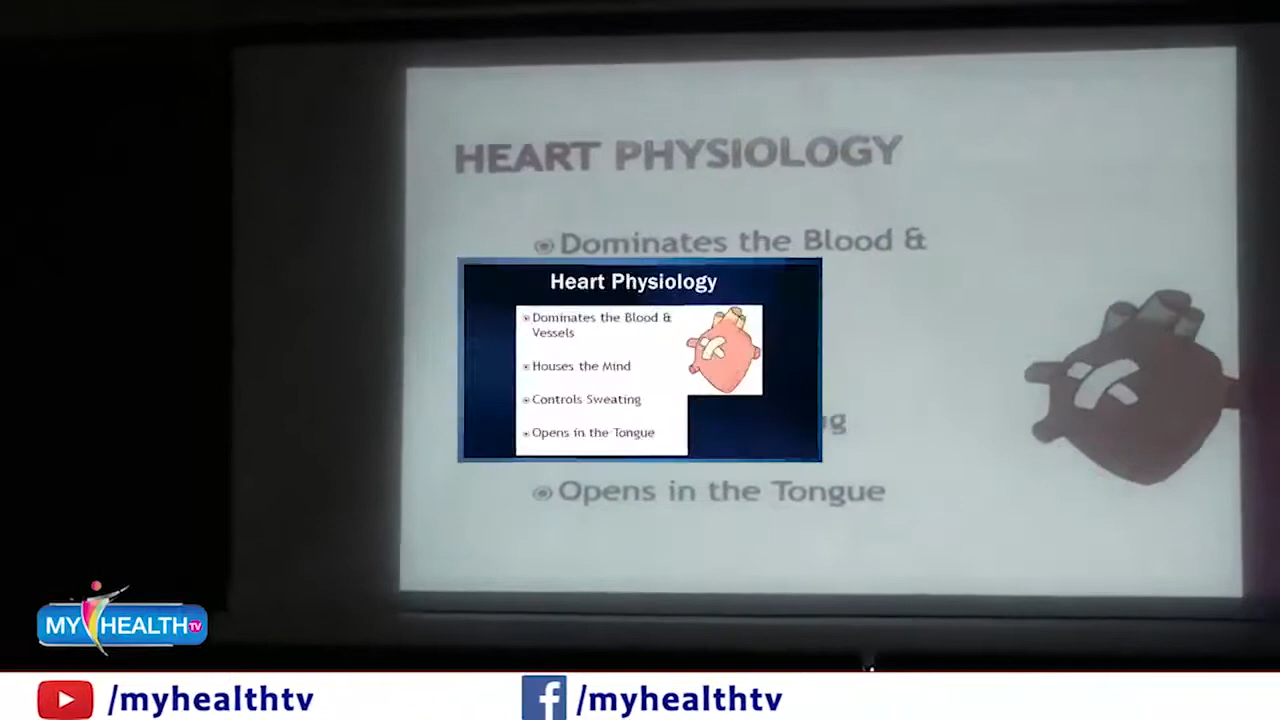 HEART PHYSIOLOGY
Dominates the Blood &
Heart Physiology
Dominates the Blood &
Vessels
Houses the Mind
Controls Sweating
Opens in the Tongue
Opens in the Tongue
MY HEALTH TV
/myhealthtv
/myhealthtv